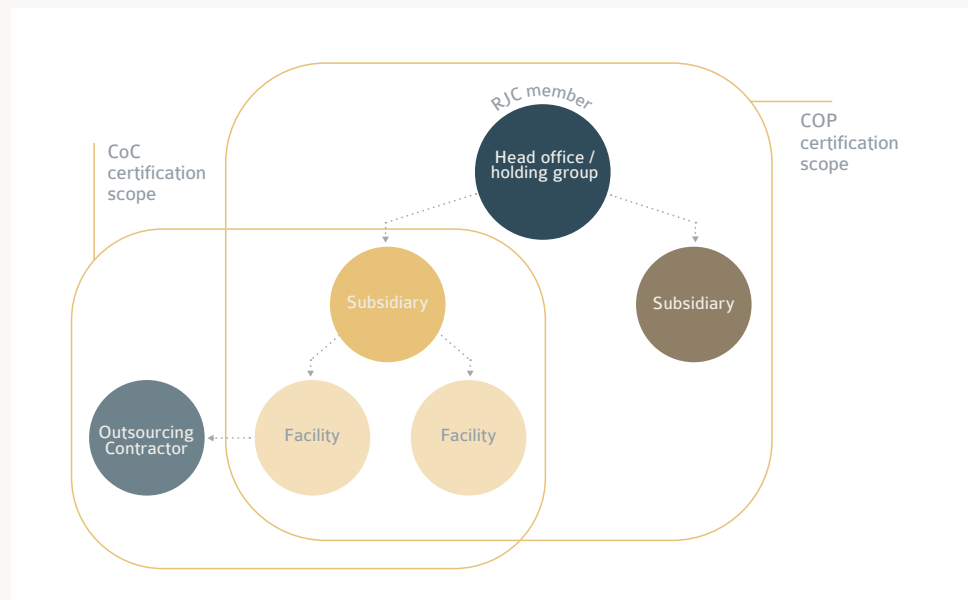 RJC member
Head office /
holding group
COP
certification
scope
CoC
certification
scope
Subsidiary
Subsidiary
Outsourcing
Contractor
Facility
Facility